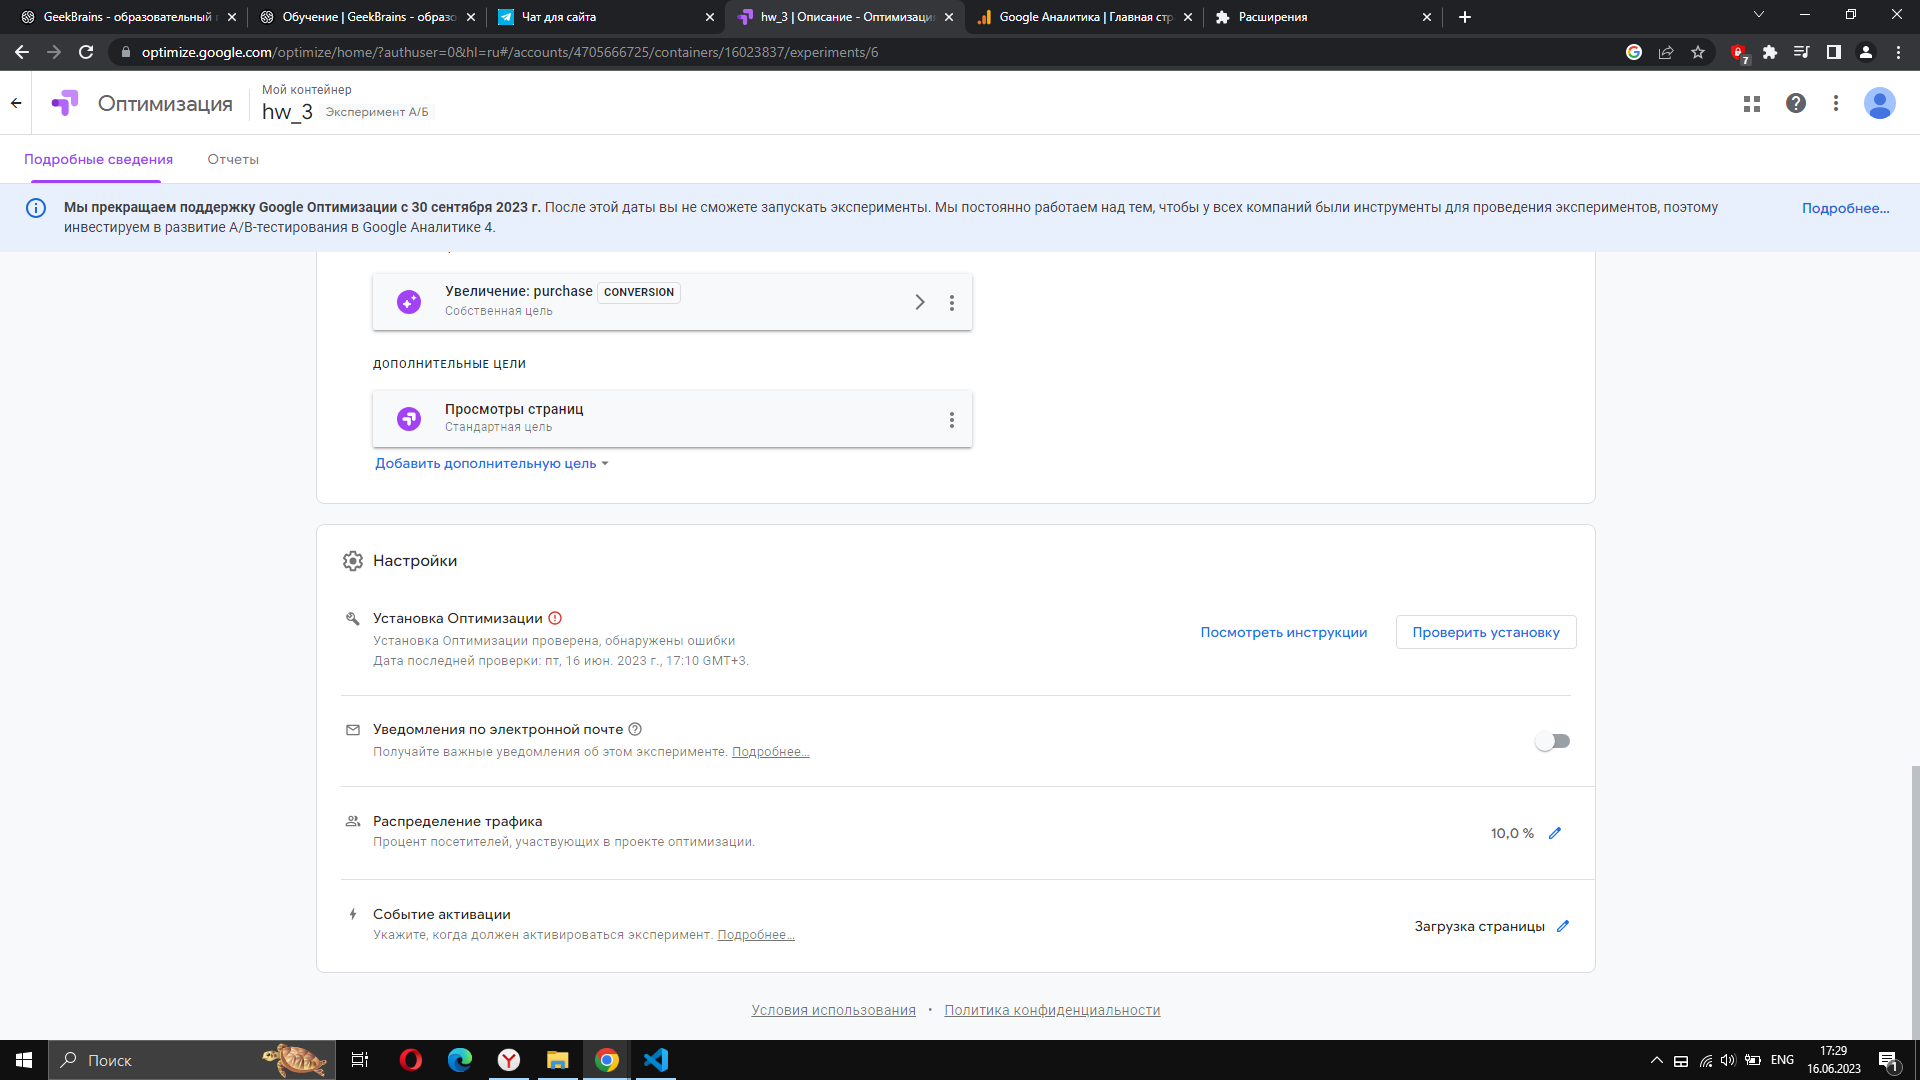 GeekBrains - образовательный
Обучение | GeekBrains - образо
Чат для сайта
hw_3 | Описание - Оптимизаци
Google Аналитика | Главная стр
Расширения
optimize.google.com/optimize/home/?authuser=0&hl=ru#/accounts/4705666725/containers/16023837/experiments/6
7
Оптимизация
Мой контейнер
hw_3 Эксперимент А/Б
Подробные сведения
Отчеты
Мы прекращаем поддержку Google Оптимизации с 30 сентября 2023 г. После этой даты вы не сможете запускать эксперименты. Мы постоянно работаем над тем, чтобы у всех компаний были инструменты для проведения экспериментов, поэтому
инвестируем в развитие A/B-тестирования в Google Аналитике 4.
Подробнее...
Увеличение: purchase CONVERSION
Собственная цель
ДОПОЛНИТЕЛЬНЫЕ ЦЕЛИ
Просмотры страниц
Стандартная цель
Добавить дополнительную цель
Настройки
Установка Оптимизации
Установка Оптимизации проверена, обнаружены ошибки
Дата последней проверки: пт, 16 июн. 2023 г., 17:10 GMT+3.
Посмотреть инструкции
Проверить установку
Уведомления по электронной почте
Получайте важные уведомления об этом эксперименте. Подробнее...
Распределение трафика
Процент посетителей, участвующих в проекте оптимизации.
10,0 %
Событие активации
Укажите, когда должен активироваться эксперимент. Подробнее...
Загрузка страницы
Условия использования • Политика конфиденциальности
Поиск
ENG
17:29
16.06.2023
1